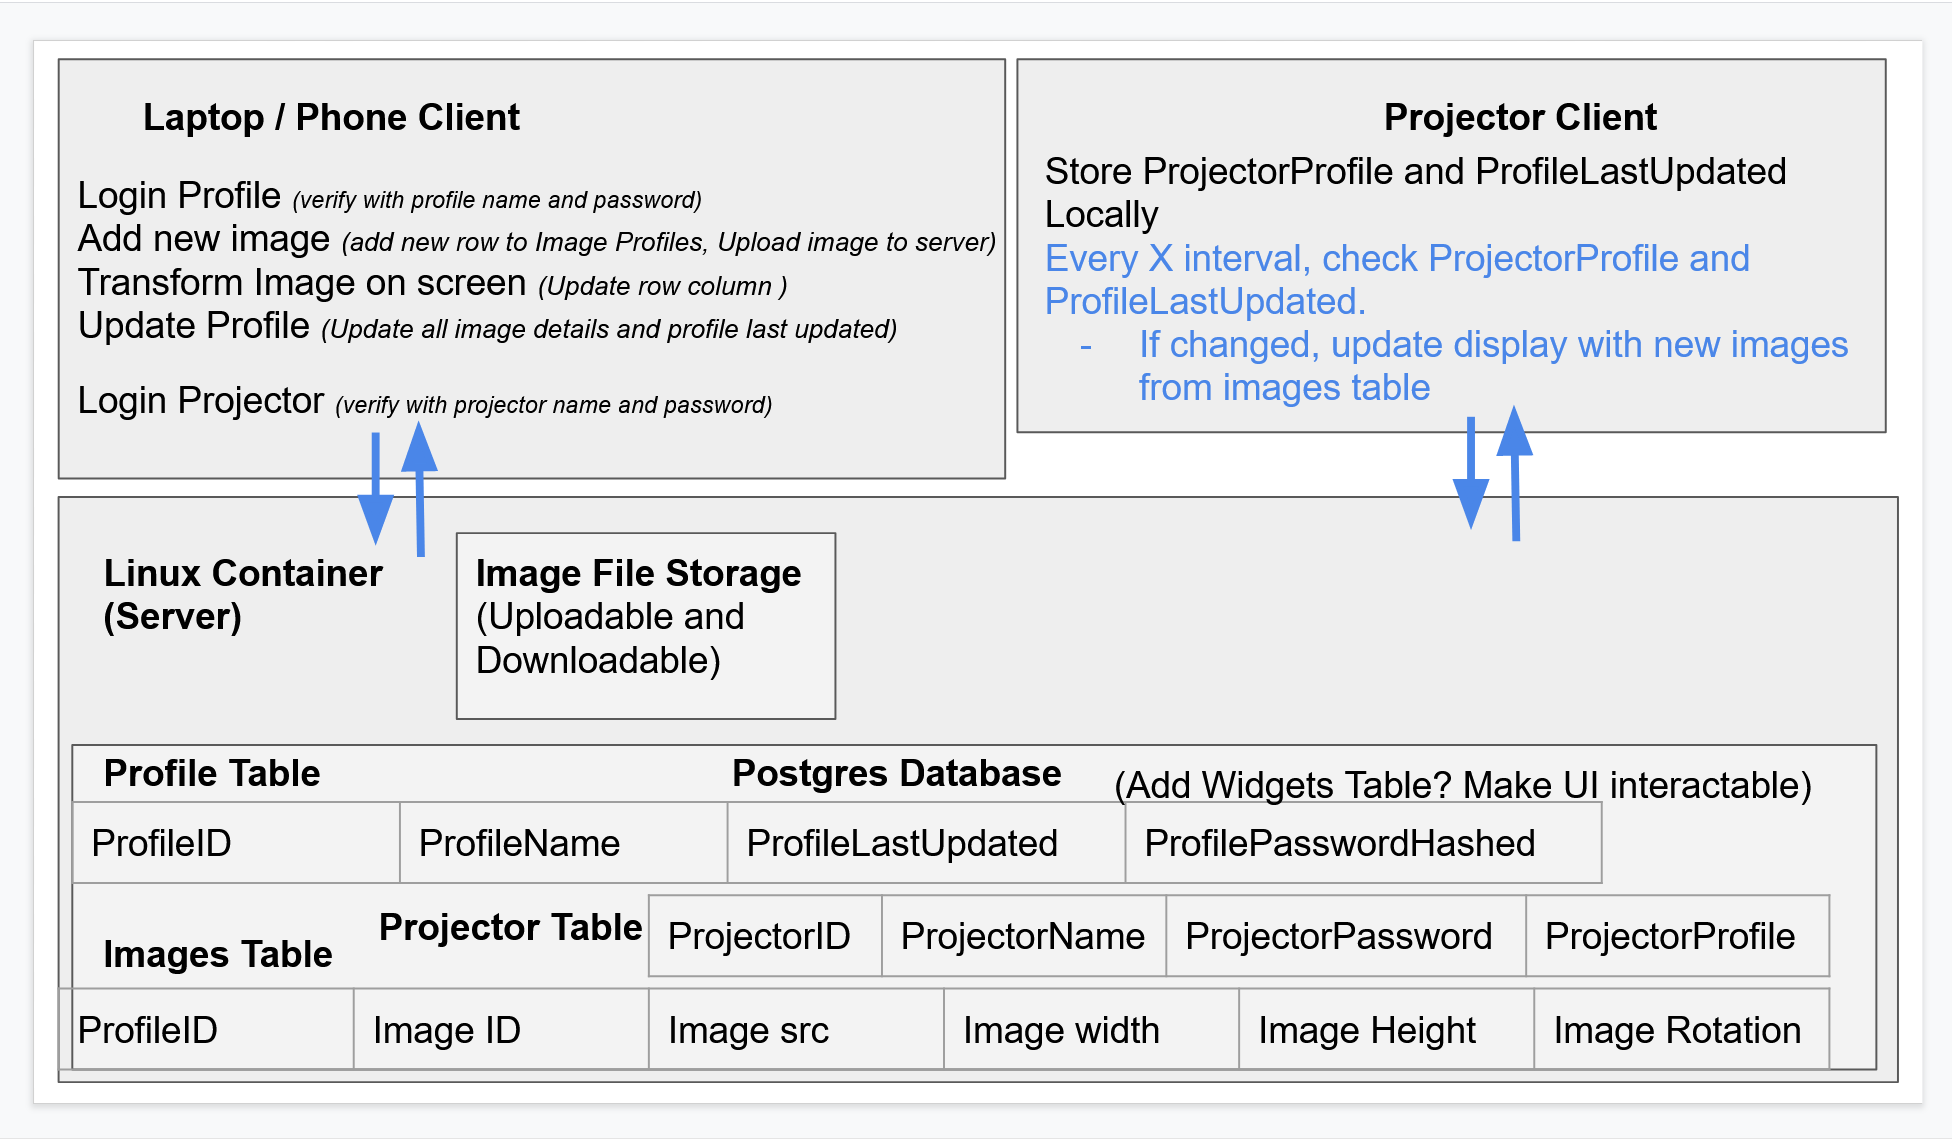 Laptop / Phone Client
Login Profile (verify with profile name and password)
Add new image (add new row to Image Profiles, Upload image to server)
Transform Image on screen (Update row column )
Update Profile (Update all image details and profile last updated)
Login Projector (verify with projector name and password)
Projector Client
Store ProjectorProfile and ProfileLastUpdated
Locally
Every X interval, check ProjectorProfile and
ProfileLastUpdated.
- If changed, update display with new images
from images table
Linux Container
(Server)
Image File Storage
(Uploadable and
Downloadable)
Profile Table
Postgres Database
(Add Widgets Table? Make UI interactable)
ProfileID
ProfileName
ProfileLastUpdated
ProfilePasswordHashed
Projector Table
ProjectorID
ProjectorName
ProjectorPassword
ProjectorProfile
Images Table
ProfileID
Image ID
Image src
Image width
Image Height
Image Rotation